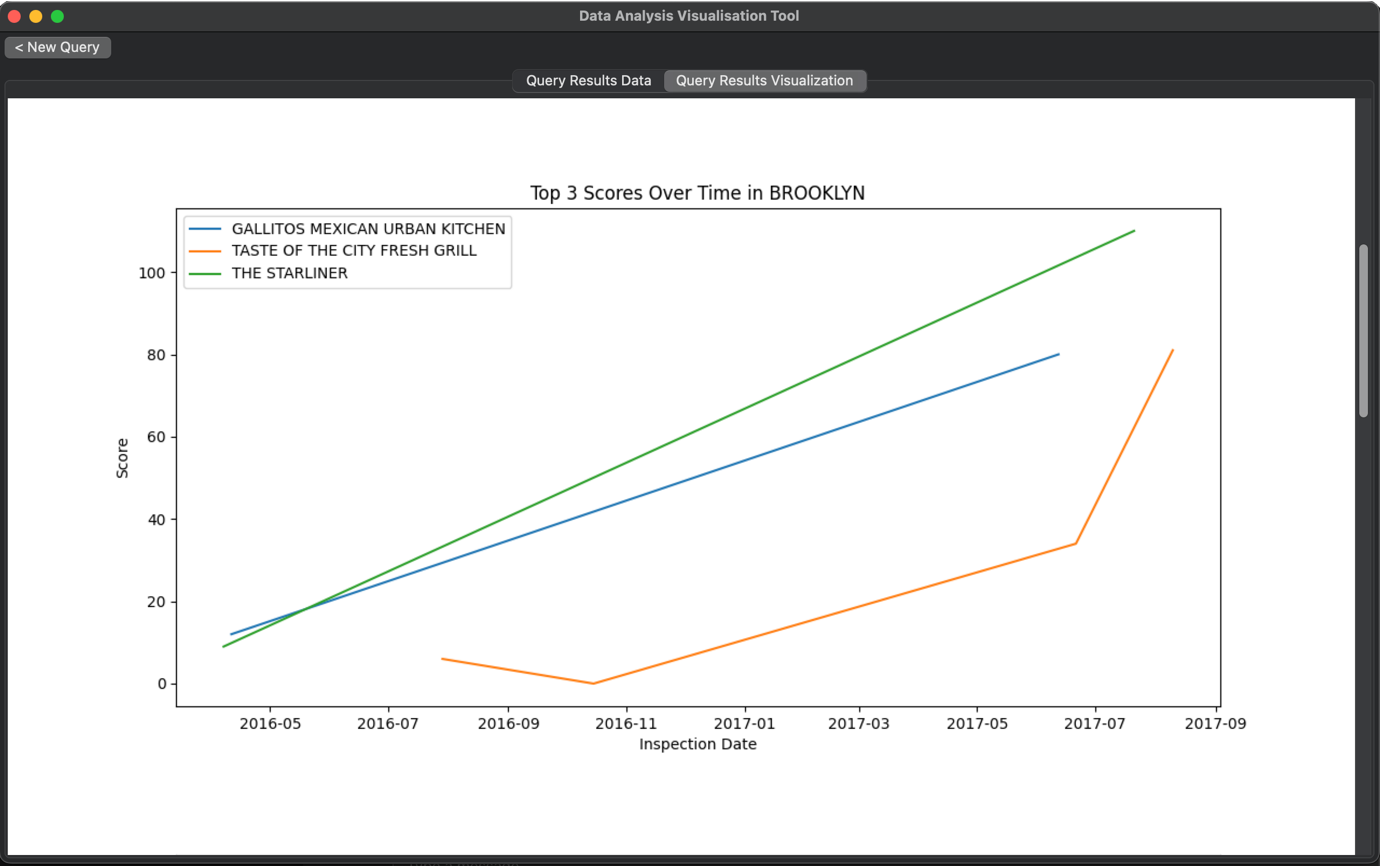 Data Analysis Visualisation Tool
< New Query
Query Results Data
Query Results Visualization
Top 3 Scores Over Time in BROOKLYN
GALLITOS MEXICAN URBAN KITCHEN
TASTE OF THE CITY FRESH GRILL
THE STARLINER
100
80
60
40
20
0
Score
2016-05 2016-07 2016-09 2016-11 2017-01 2017-03 2017-05 2017-07 2017-09
Inspection Date